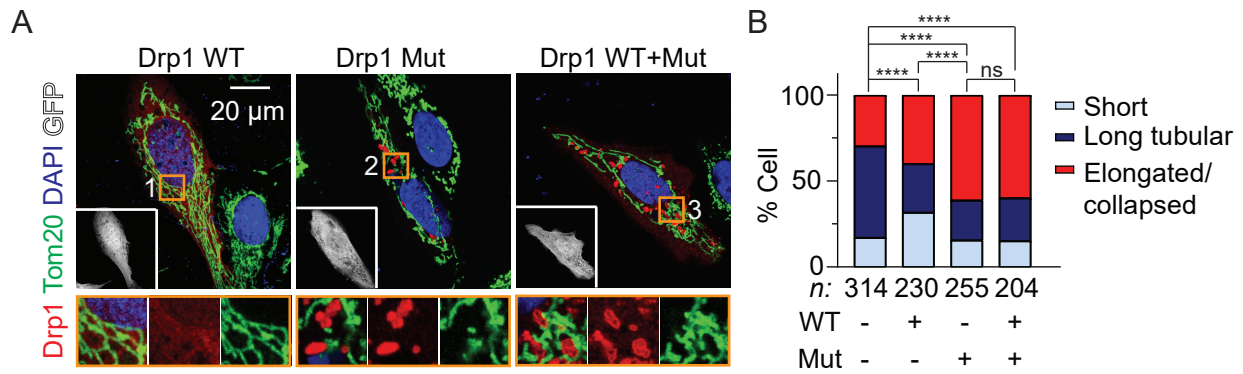 A
Drp1 WT
Drp1 Mut
Drp1 WT+Mut
Drp1 Tom20 DAPI GFP
20 µm
1
2
3
B
****
****
**** **** ns
100
50
0
% Cell
Short
Long tubular
Elongated/
collapsed
n: 314 230 255 204
WT - + - +
Mut - - + +